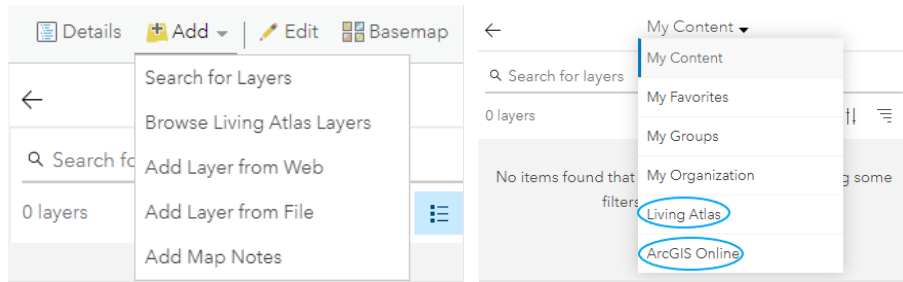 Details Add Edit Basemap
Search for Layers
Browse Living Atlas Layers
Search fo
Add Layer from Web
0 layers
Add Layer from File
Add Map Notes
My Content
My Content
Search for layers
My Favorites
0 layers
My Groups
No items found that My Organization g some
filters
Living Atlas
ArcGIS Online